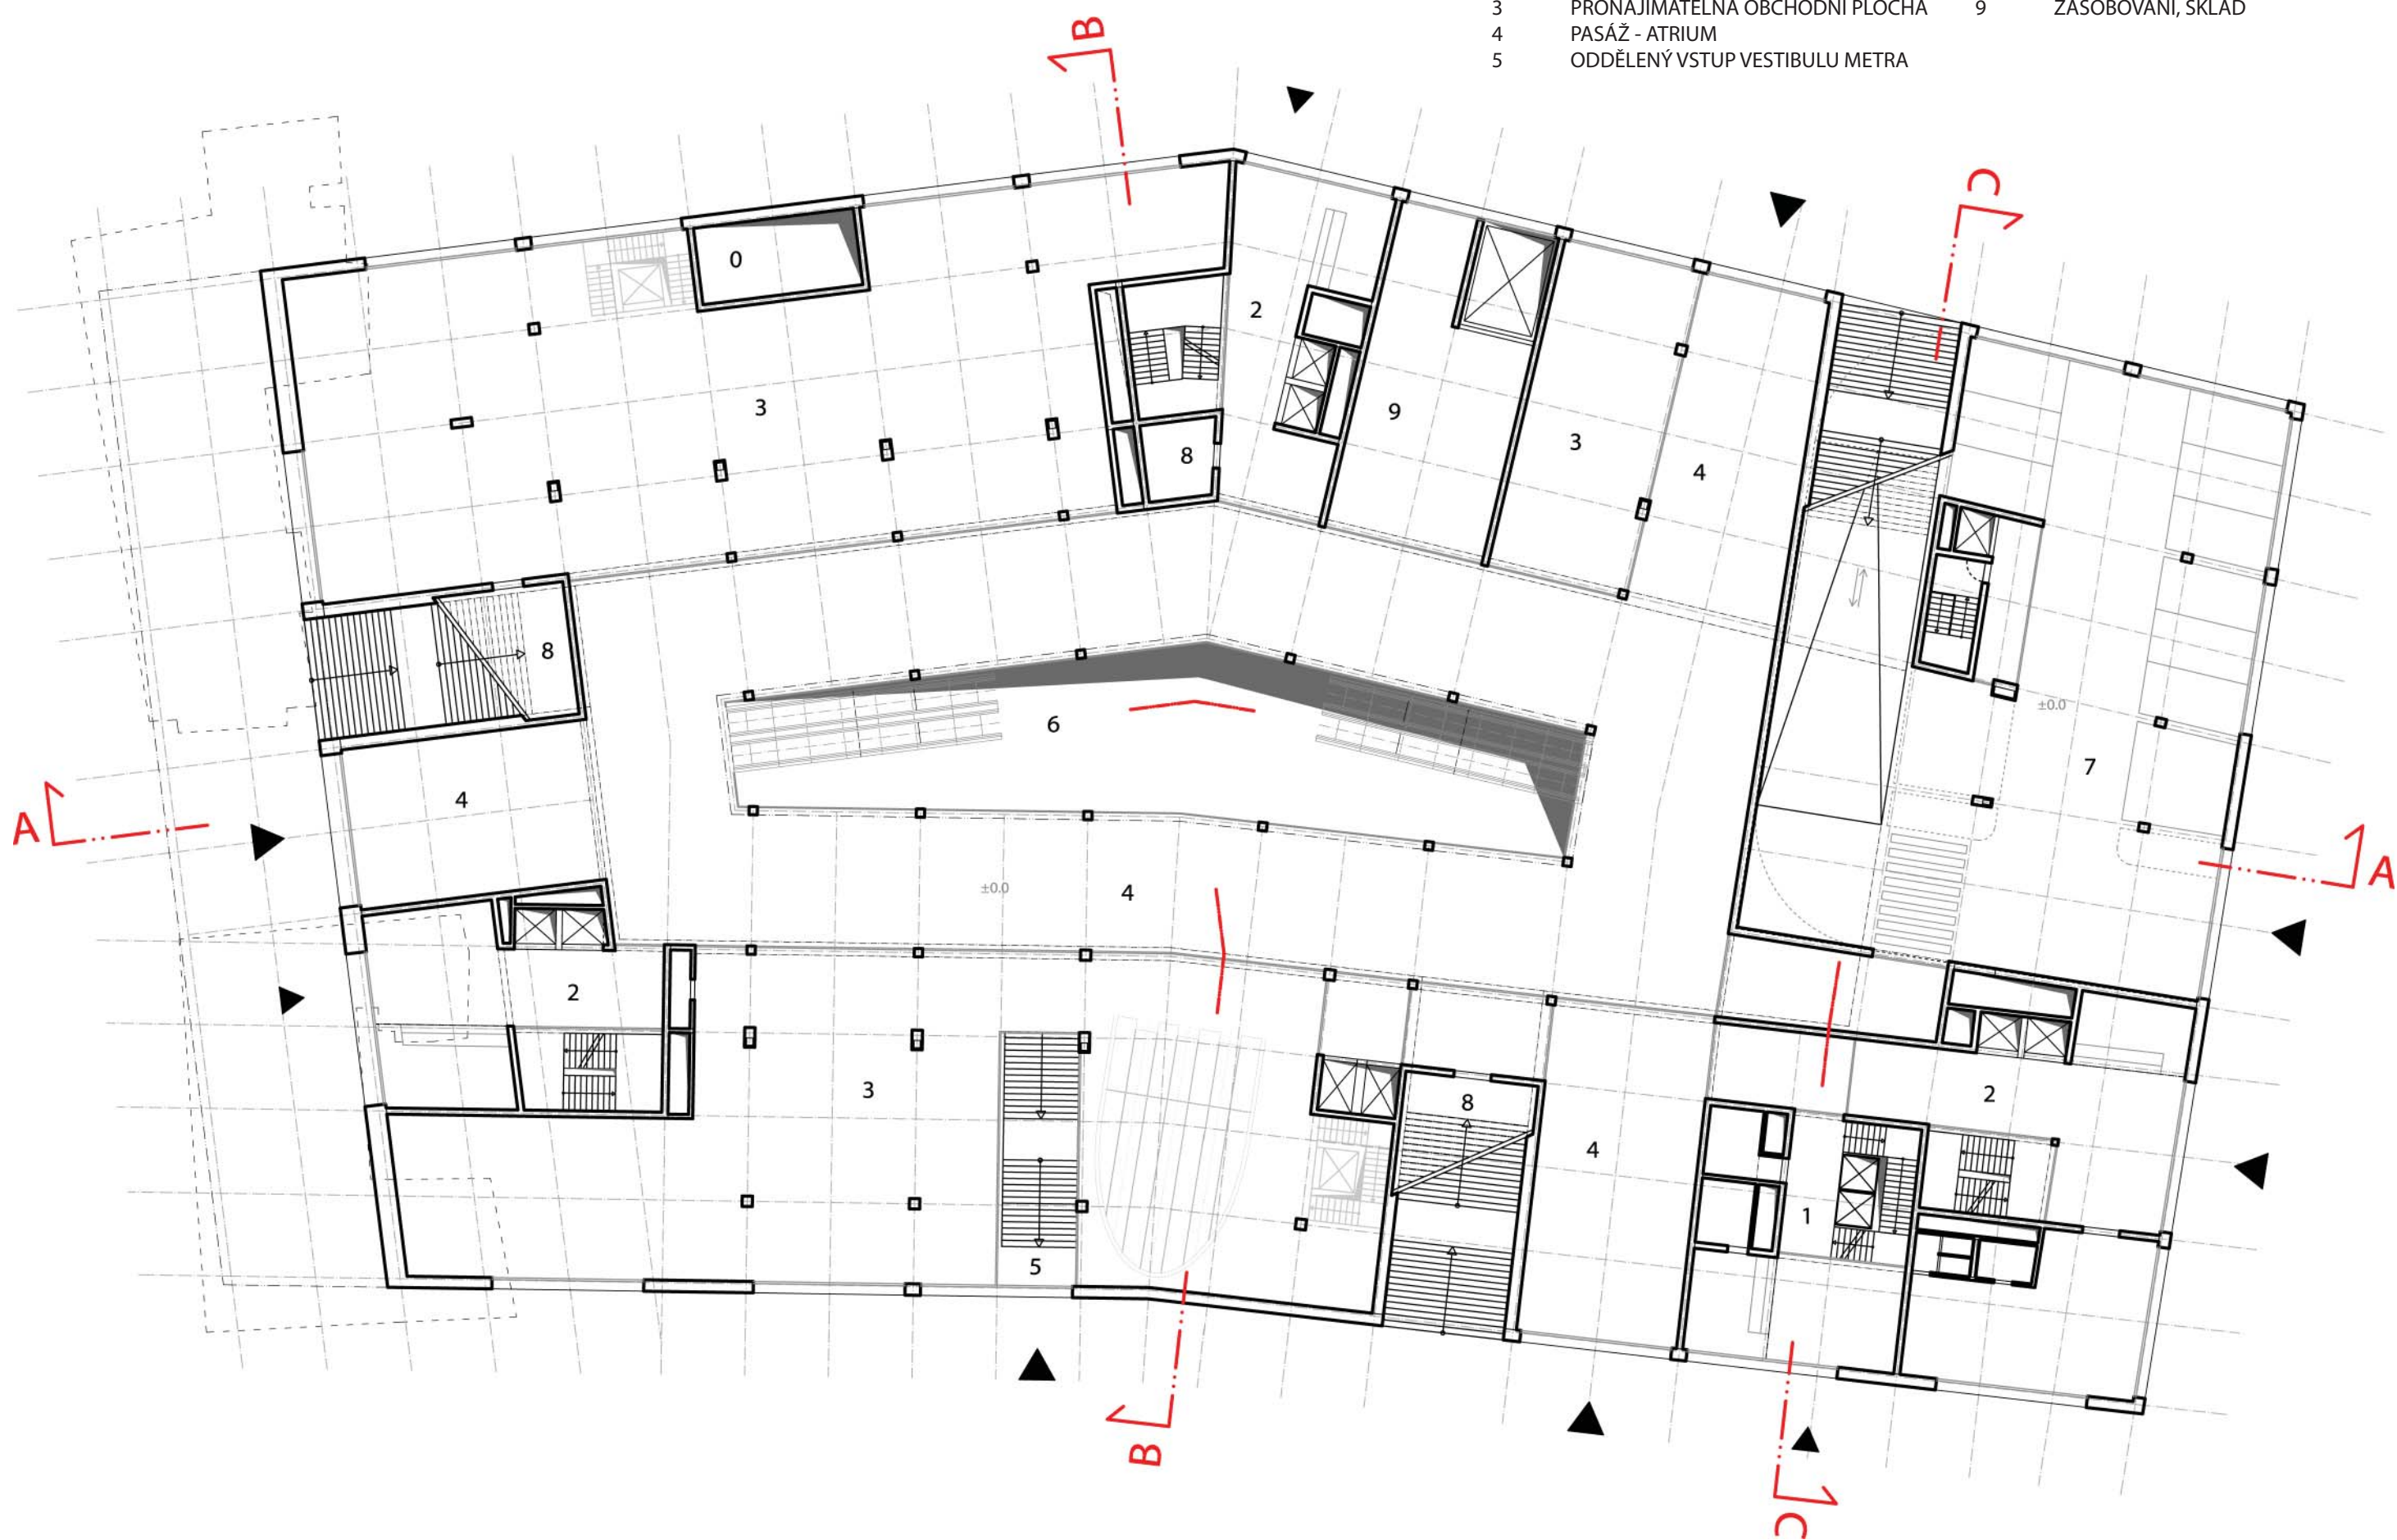 3 PRONAJÍMATELNÁ OBCHODNÍ PLOCHA 9 ZÁSOBOVÁNÍ, SKLAD
4 PASÁŽ - ATRIUM
5 ODDĚLENÝ VSTUP VESTIBULU METRA
B
C
0
2
3
9
3
8
4
8
±0.0
6
7
4
A
A
±0.0
4
2
3
8
2
4
1
5
B
C